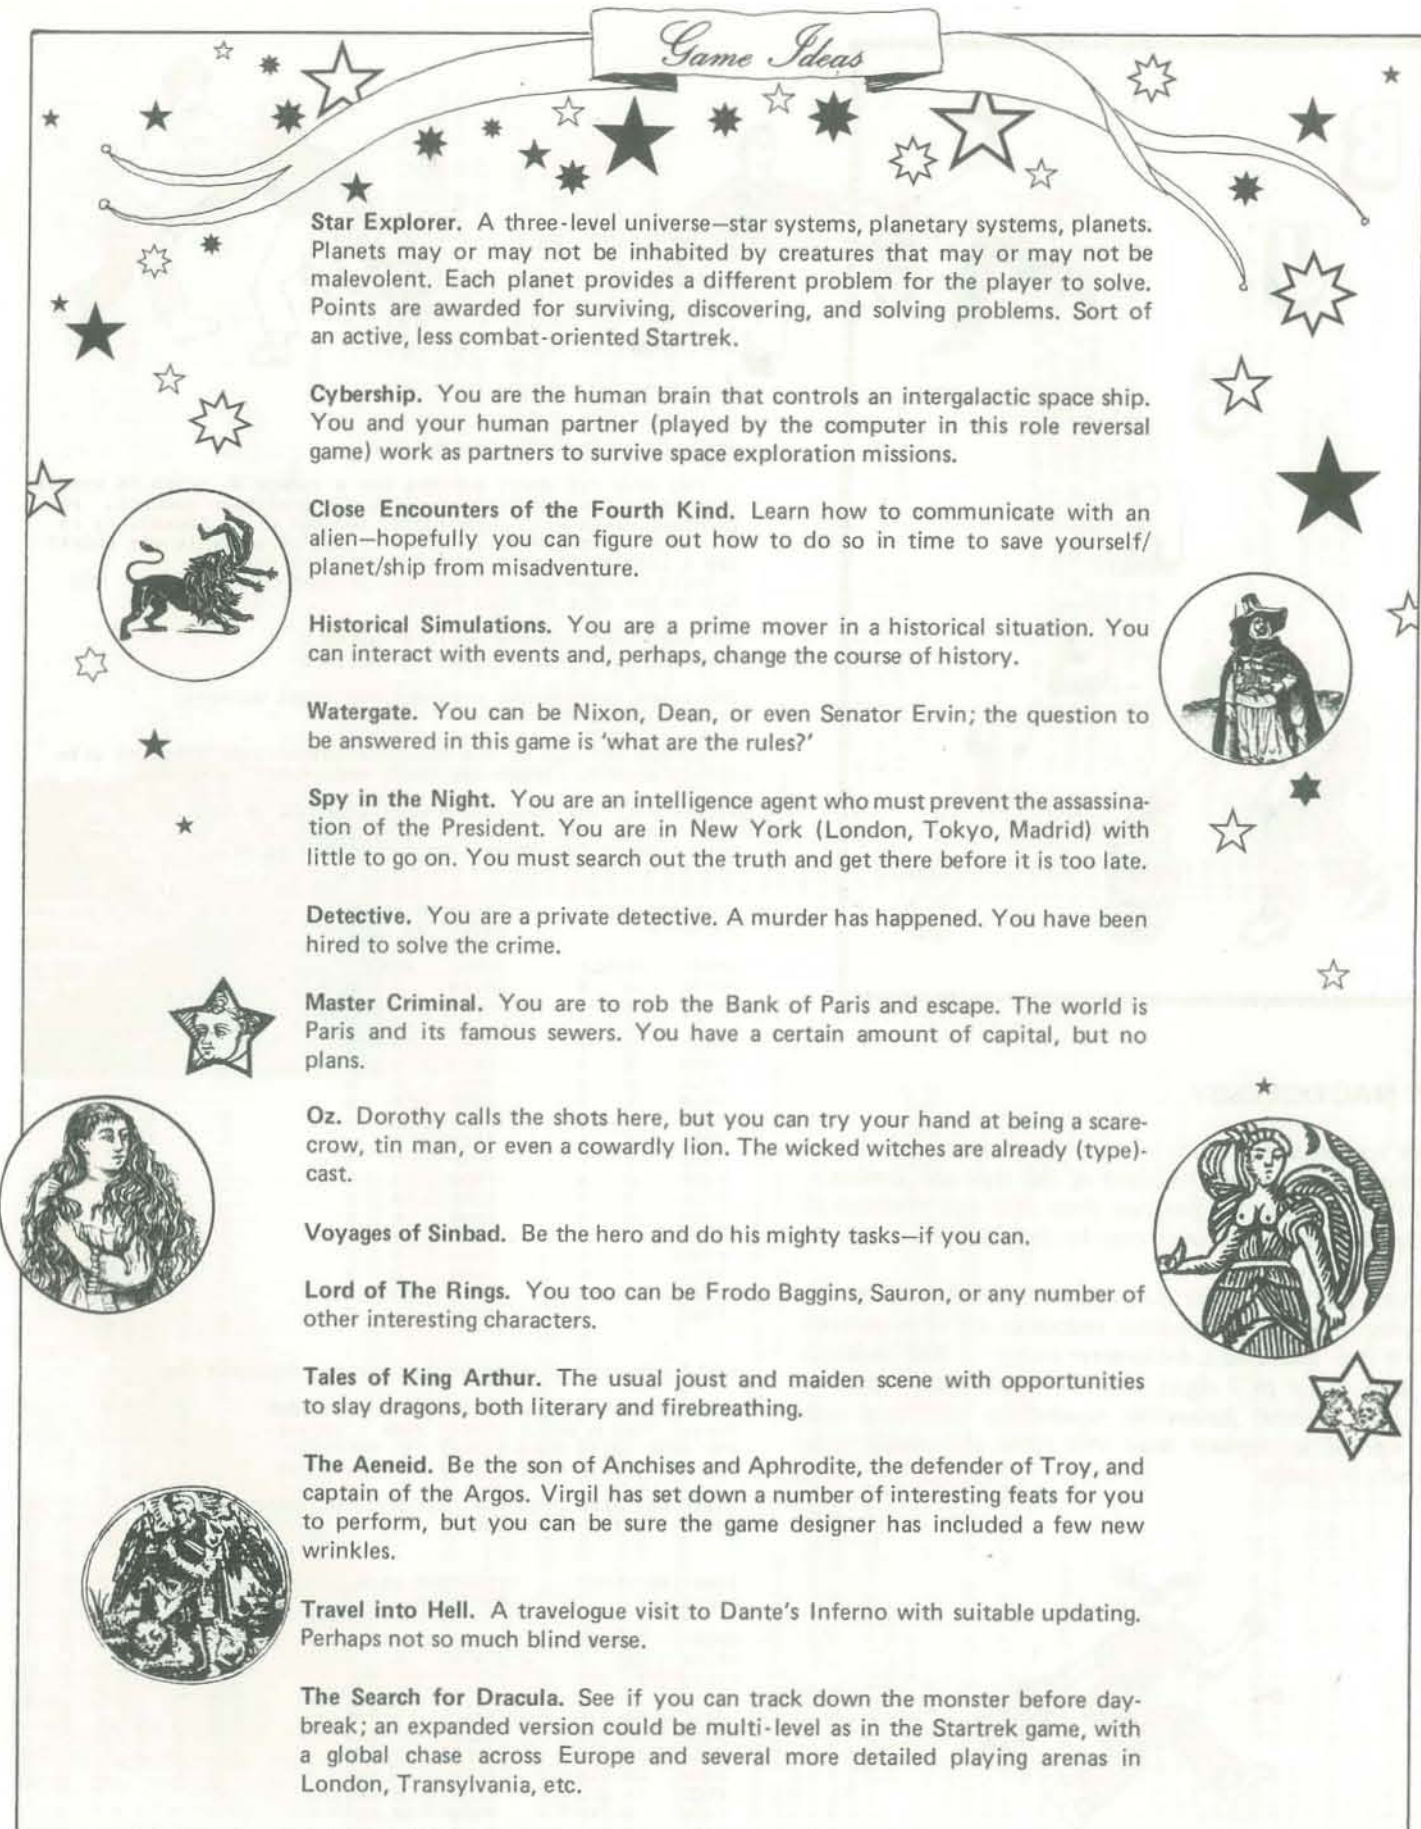 Game Ideas
Star Explorer. A three-level universe—star systems, planetary systems, planets.
Planets may or may not be inhabited by creatures that may or may not be
malevolent. Each planet provides a different problem for the player to solve.
Points are awarded for surviving, discovering, and solving problems. Sort of
an active, less combat-oriented Startrek.
Cybership. You are the human brain that controls an intergalactic space ship.
You and your human partner (played by the computer in this role reversal
game) work as partners to survive space exploration missions.
Close Encounters of the Fourth Kind. Learn how to communicate with an
alien—hopefully you can figure out how to do so in time to save yourself/
planet/ship from misadventure.
Historical Simulations. You are a prime mover in a historical situation. You
can interact with events and, perhaps, change the course of history.
Watergate. You can be Nixon, Dean, or even Senator Ervin; the question to
be answered in this game is 'what are the rules?'
Spy in the Night. You are an intelligence agent who must prevent the assassina-
tion of the President. You are in New York (London, Tokyo, Madrid) with
little to go on. You must search out the truth and get there before it is too late.
Detective. You are a private detective. A murder has happened. You have been
hired to solve the crime.
Master Criminal. You are to rob the Bank of Paris and escape. The world is
Paris and its famous sewers. You have a certain amount of capital, but no
plans.
Oz. Dorothy calls the shots here, but you can try your hand at being a scare-
crow, tin man, or even a cowardly lion. The wicked witches are already (type)-
cast.
Voyages of Sinbad. Be the hero and do his mighty tasks—if you can.
Lord of The Rings. You too can be Frodo Baggins, Sauron, or any number of
other interesting characters.
Tales of King Arthur. The usual joust and maiden scene with opportunities
to slay dragons, both literary and firebreathing.
The Aeneid. Be the son of Anchises and Aphrodite, the defender of Troy, and
captain of the Argos. Virgil has set down a number of interesting feats for you
to perform, but you can be sure the game designer has included a few new
wrinkles.
Travel into Hell. A travelogue visit to Dante's Inferno with suitable updating.
Perhaps not so much blind verse.
The Search for Dracula. See if you can track down the monster before day-
break; an expanded version could be multi-level as in the Startrek game, with
a global chase across Europe and several more detailed playing arenas in
London, Transylvania, etc.